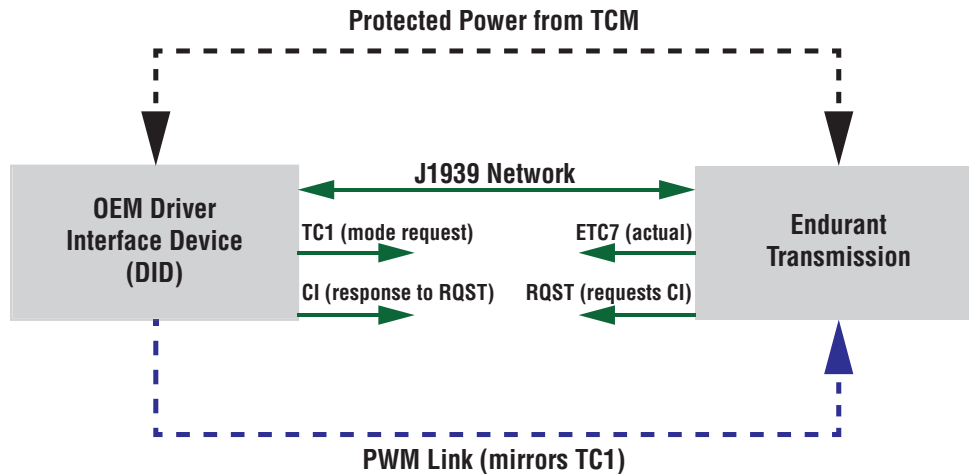 Protected Power from TCM
J1939 Network
OEM Driver
Interface Device
(DID)
TC1 (mode request)
ETC7 (actual)
Endurant
Transmission
CI (response to RQST)
RQST (requests CI)
PWM Link (mirrors TC1)